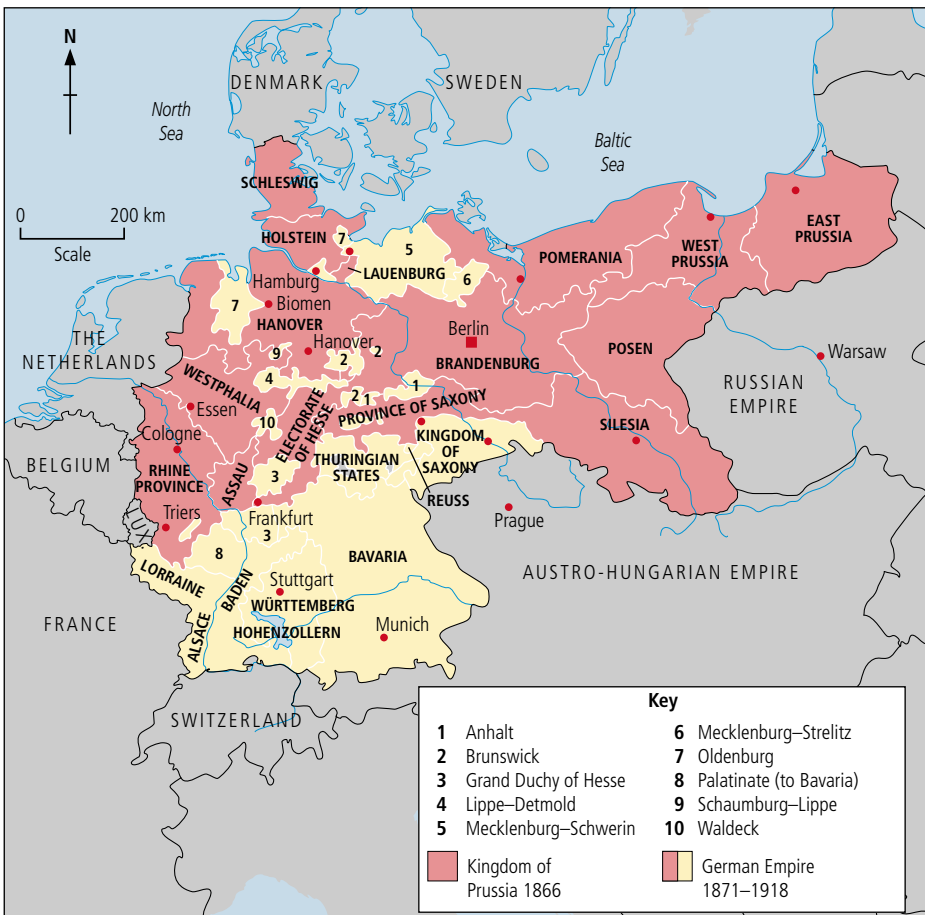 N
DENMARK
SWEDEN
North
Sea
Baltic
Sea
0 200 km
Scale
SCHLESWIG
HOLSTEIN
7
5
LAUENBURG
6
POMERANIA
WEST
PRUSSIA
EAST
PRUSSIA
Hamburg
Biomen
7
HANOVER
Hanover
2
2
9
Berlin
BRANDENBURG
POSEN
Warsaw
THE
NETHERLANDS
RUSSIAN
EMPIRE
WESTPHALIA
4
Essen
10
ELECTORATE
OF HESSE
2
1
1
PROVINCE OF SAXONY
SILESIA
Cologne
BELGIUM
RHINE
PROVINCE
ASSAU
3
THURINGIAN
STATES
KINGDOM
OF
SAXONY
REUSS
LUX
Triers
Frankfurt
3
Prague
8
BAVARIA
LORRAINE
BADEN
Stuttgart
WÜRTTEMBERG
AUSTRO-HUNGARIAN EMPIRE
FRANCE
ALSACE
HOHENZOLLERN
Munich
SWITZERLAND
Key
1 Anhalt
2 Brunswick
3 Grand Duchy of Hesse
4 Lippe–Detmold
5 Mecklenburg–Schwerin
6 Mecklenburg–Strelitz
7 Oldenburg
8 Palatinate (to Bavaria)
9 Schaumburg–Lippe
10 Waldeck
Kingdom of
Prussia 1866
German Empire
1871–1918